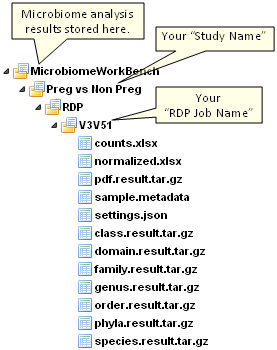 Microbiome analysis
results stored here.
Your “Study Name”
MicrobiomeWorkBench
Preg vs Non Preg
Your
“RDP Job Name”
RDP
V3V51
counts.xlsx
normalized.xlsx
pdf.result.tar.gz
sample.metadata
settings.json
class.result.tar.gz
domain.result.tar.gz
family.result.tar.gz
genus.result.tar.gz
order.result.tar.gz
phyla.result.tar.gz
species.result.tar.gz